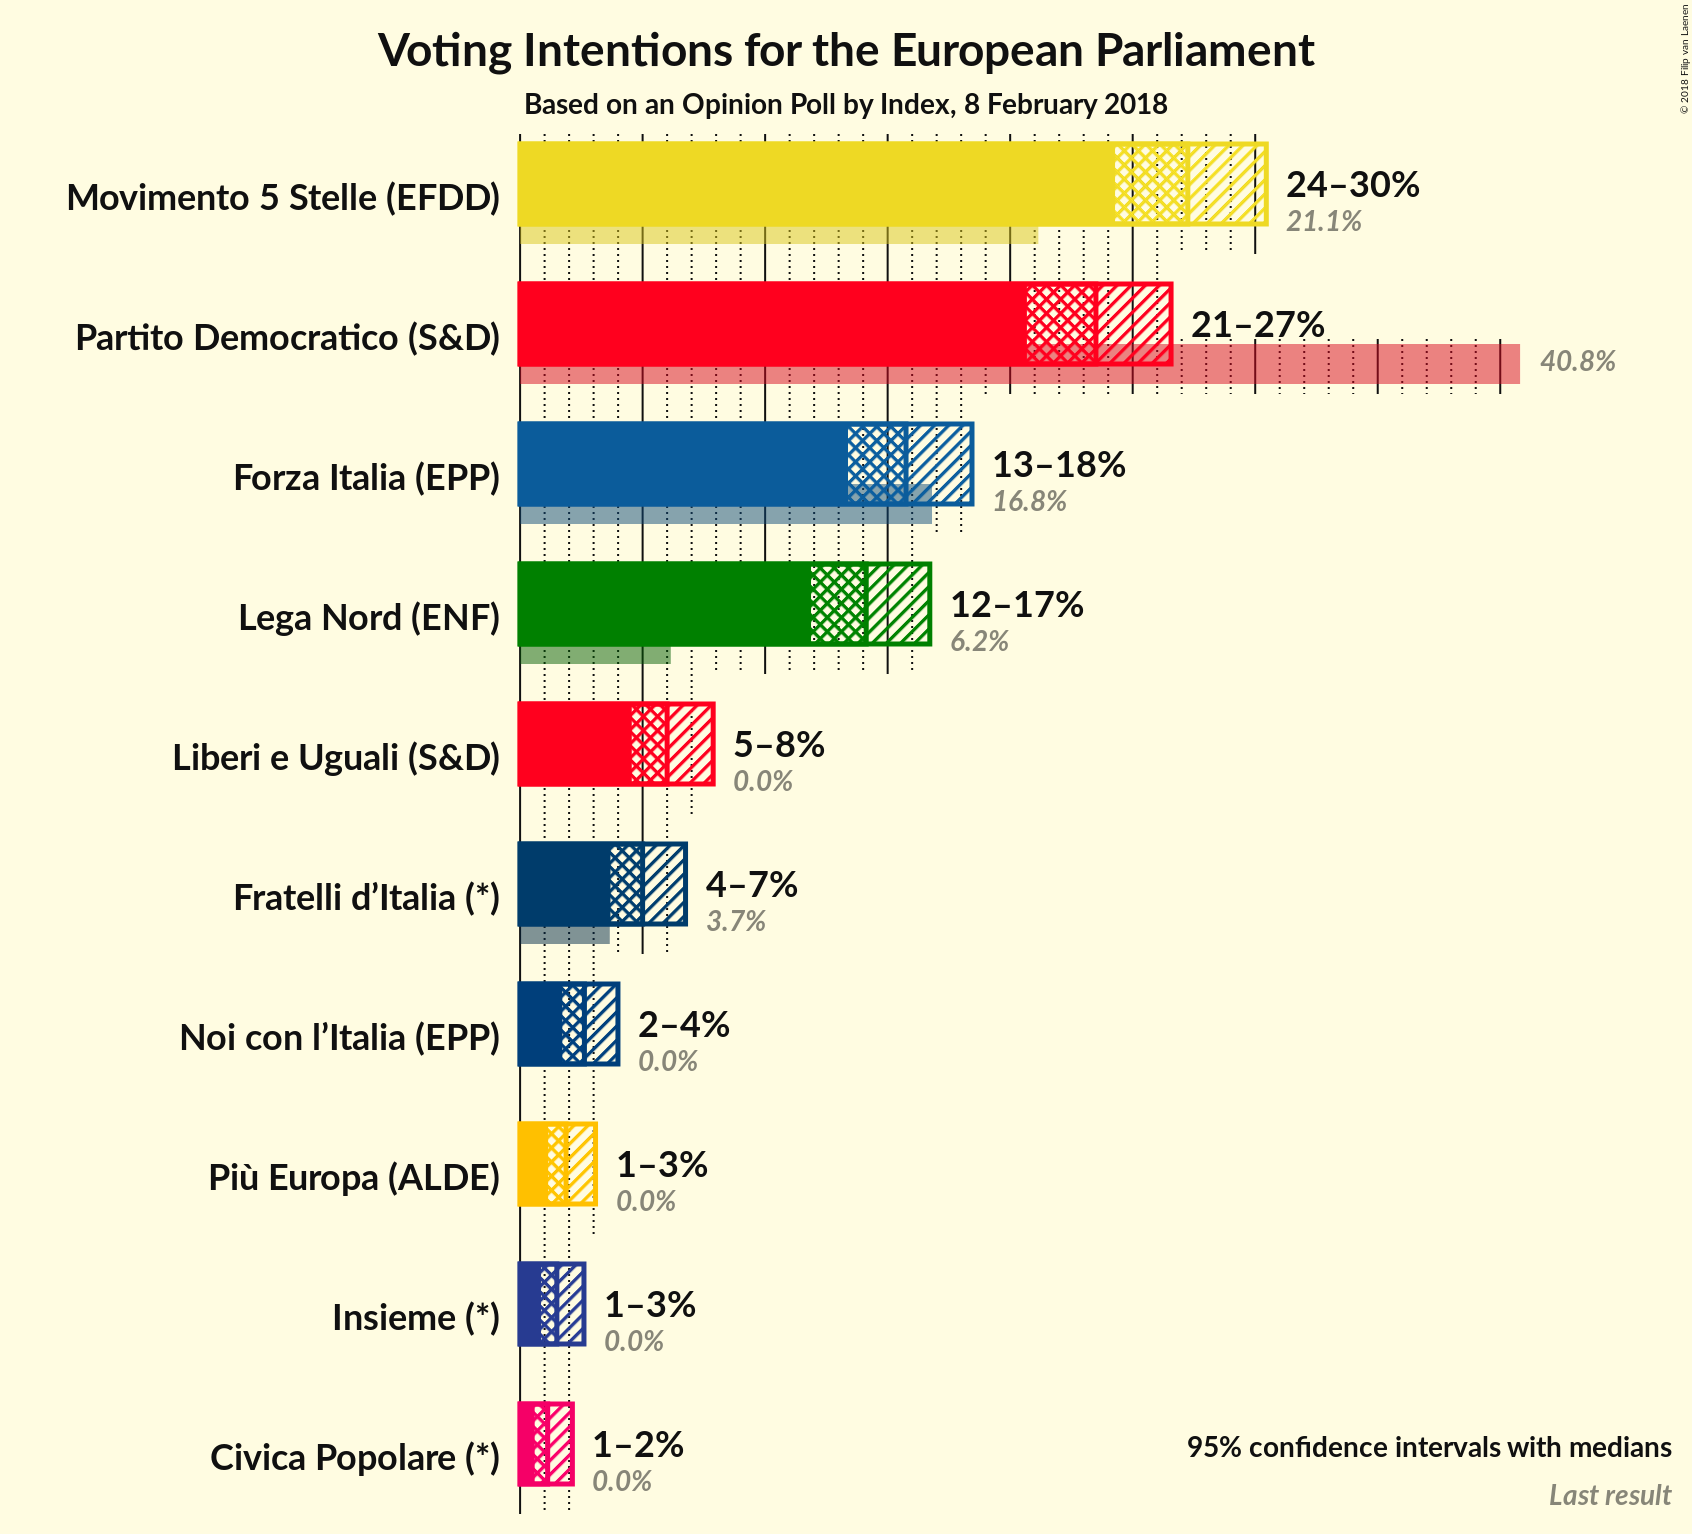 Voting Intentions for the European Parliament
Based on an Opinion Poll by Index, 8 February 2018
© 2018 Filip van Laenen
Movimento 5 Stelle (EFDD)
24–30%
21.1%
Partito Democratico (S&D)
21–27%
40.8%
Forza Italia (EPP)
13–18%
16.8%
Lega Nord (ENF)
12–17%
6.2%
Liberi e Uguali (S&D)
5–8%
0.0%
Fratelli d’Italia (*)
4–7%
3.7%
Noi con l’Italia (EPP)
2–4%
0.0%
Più Europa (ALDE)
1–3%
0.0%
Insieme (*)
1–3%
0.0%
Civica Popolare (*)
1–2%
0.0%
95% confidence intervals with medians
Last result